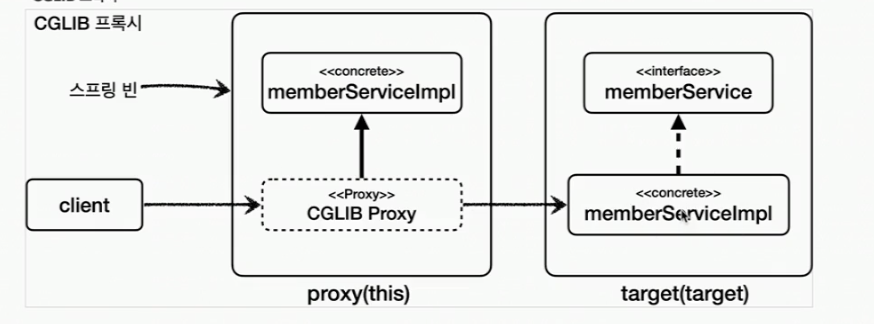 CGLIB 프록시
<<concrete>>
memberServiceImpl
<<interface>>
memberService
스프링 빈
client
<<Proxy>>
CGLIB Proxy
<<concrete>>
memberServiceImpl
proxy(this)
target(target)